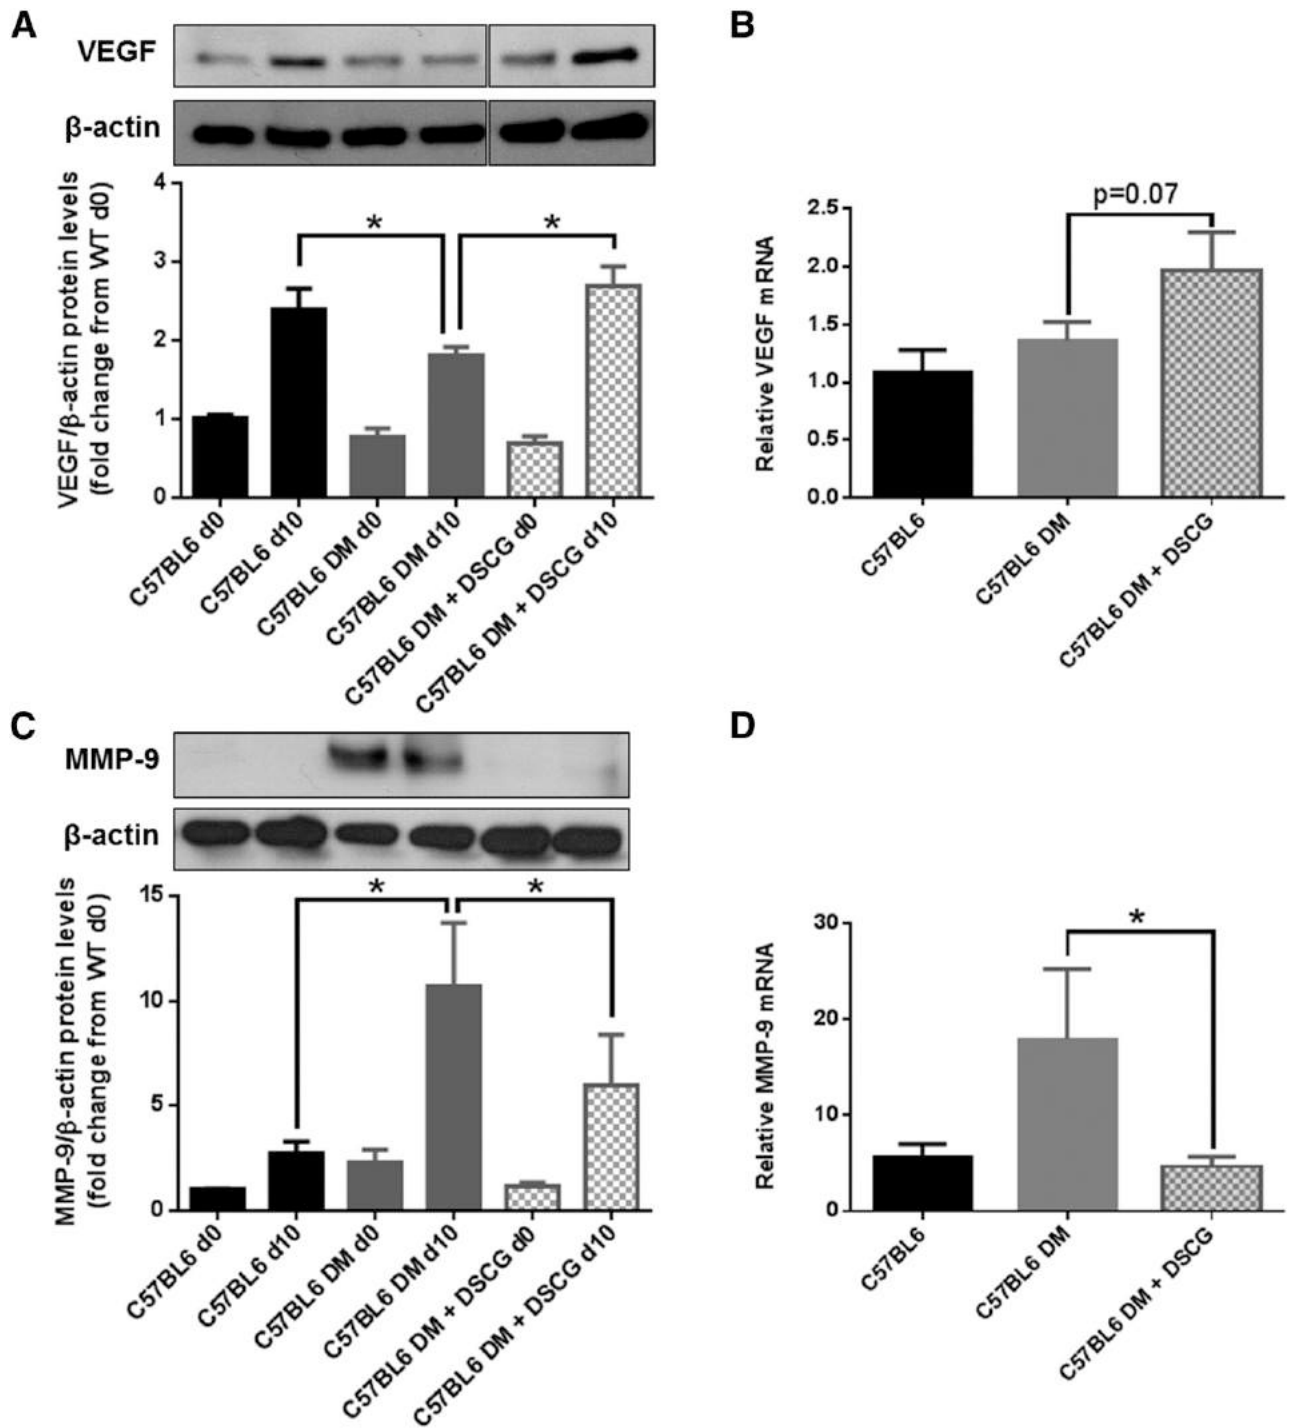 A
VEGF
β-actin
VEGF/β-actin protein levels
(fold change from WT d0)
4
3
2
1
0
*
*
C57BL6 d0
C57BL6 d10
C57BL6 DM d0
C57BL6 DM d10
C57BL6 DM + DSCG d0
C57BL6 DM + DSCG d10
B
Relative VEGF mRNA
2.5
2.0
1.5
1.0
0.5
0.0
p=0.07
C57BL6
C57BL6 DM
C57BL6 DM + DSCG
C
MMP-9
β-actin
MMP-9/β-actin protein levels
(fold change from WT d0)
15
10
5
0
*
*
C57BL6 d0
C57BL6 d10
C57BL6 DM d0
C57BL6 DM d10
C57BL6 DM + DSCG d0
C57BL6 DM + DSCG d10
D
Relative MMP-9 mRNA
30
20
10
0
*
C57BL6
C57BL6 DM
C57BL6 DM + DSCG